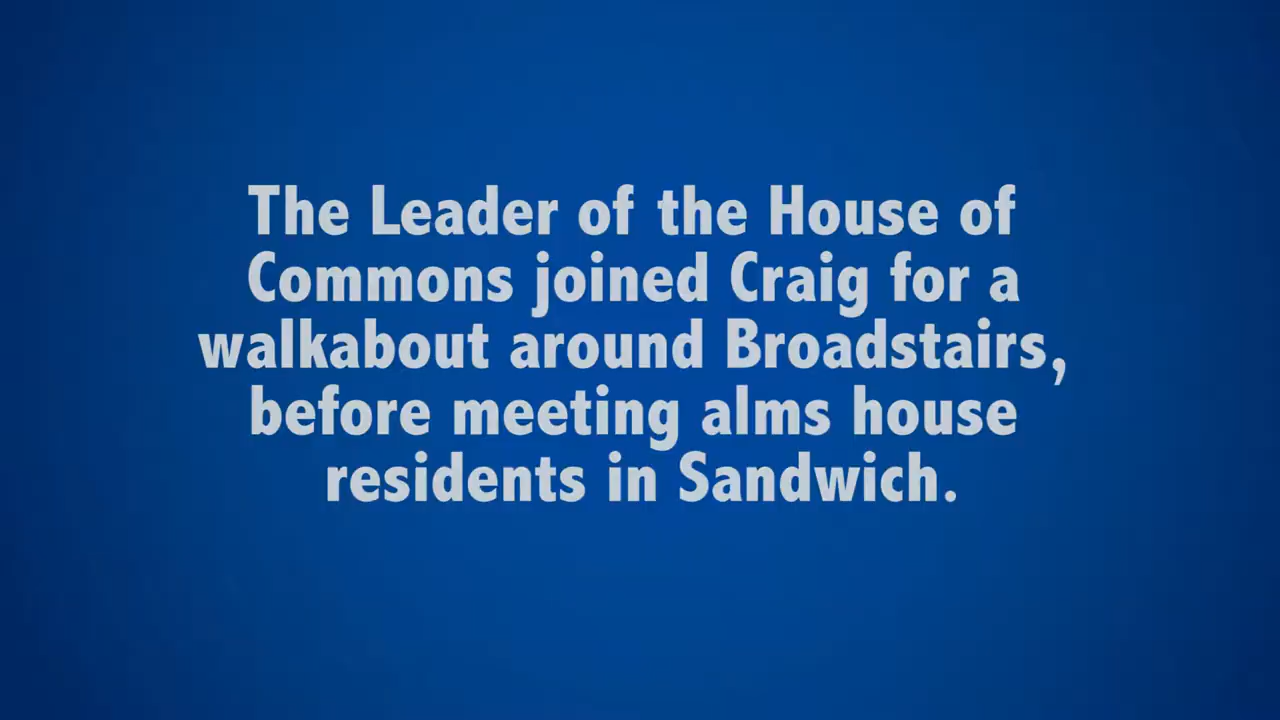 The Leader of the House of
Commons joined Craig for a
walkabout around Broadstairs,
before meeting alms house
residents in Sandwich.